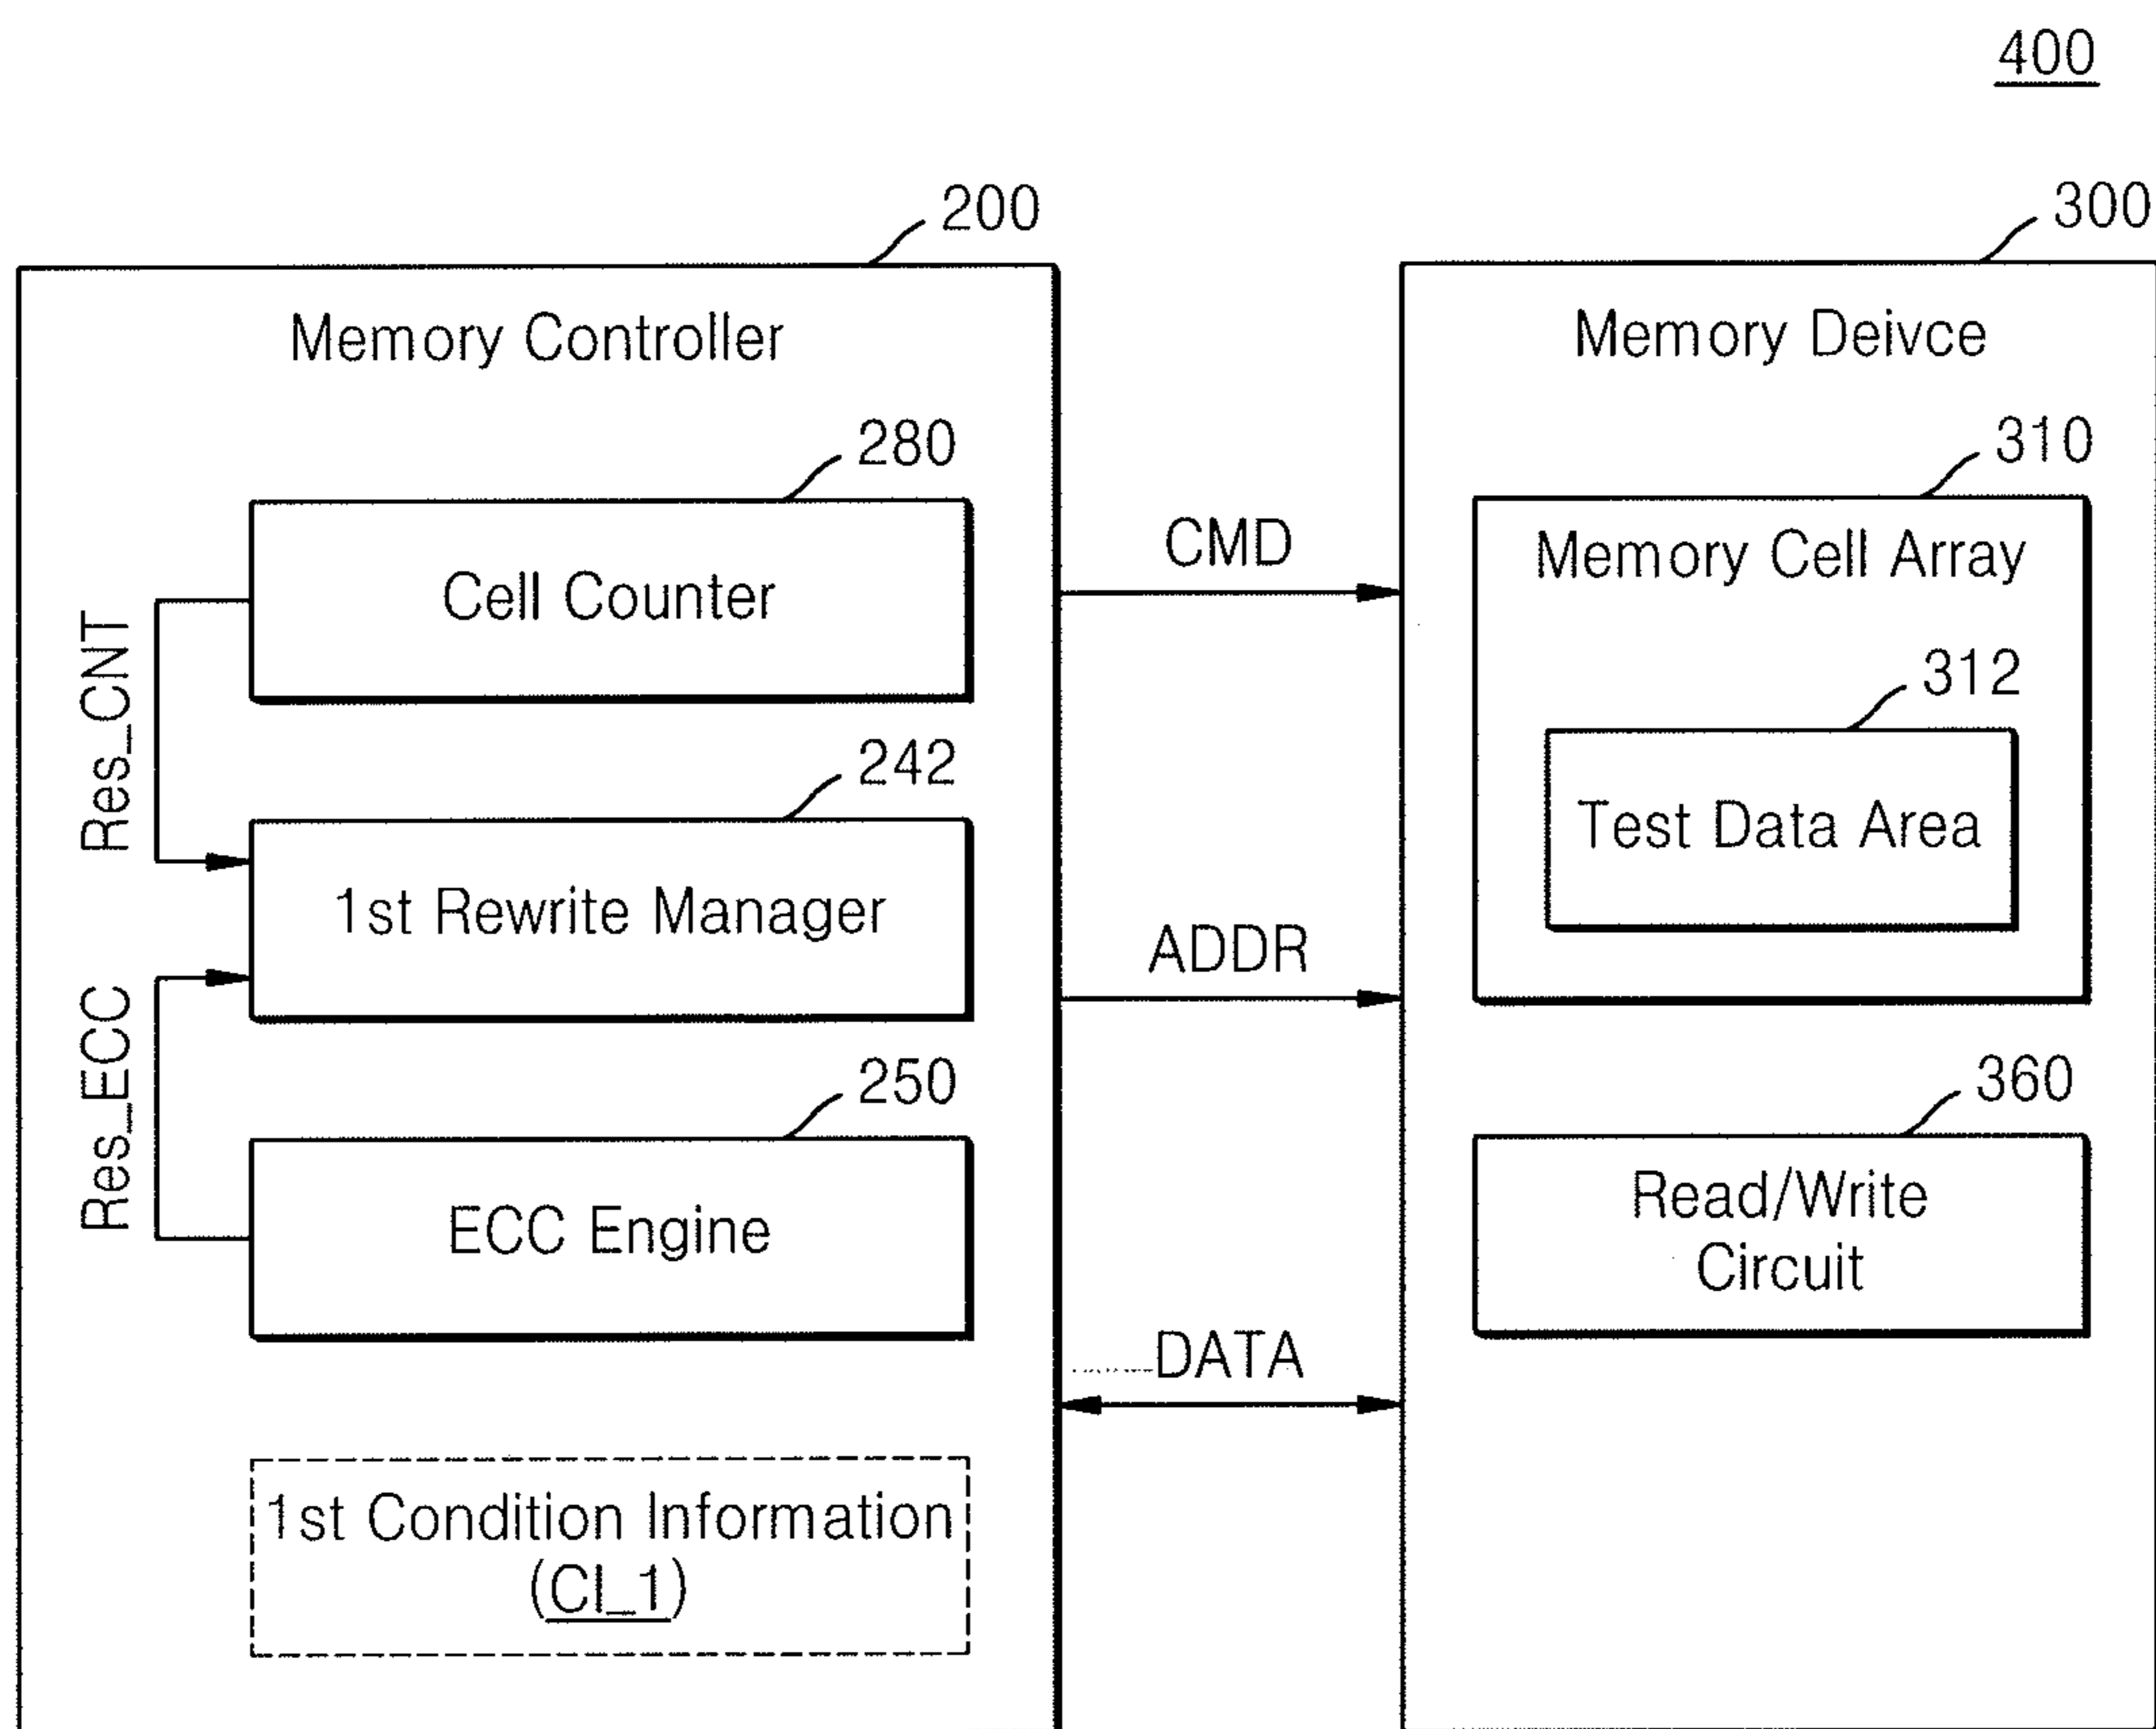 400
200
300
Memory Controller
Memory Deivce
280
310
Cell Counter
CMD
Memory Cell Array
312
Res_CNT
242
Test Data Area
1st Rewrite Manager
ADDR
Res_ECC
250
360
ECC Engine
Read/Write
Circuit
DATA
1st Condition Information
(CI_1)